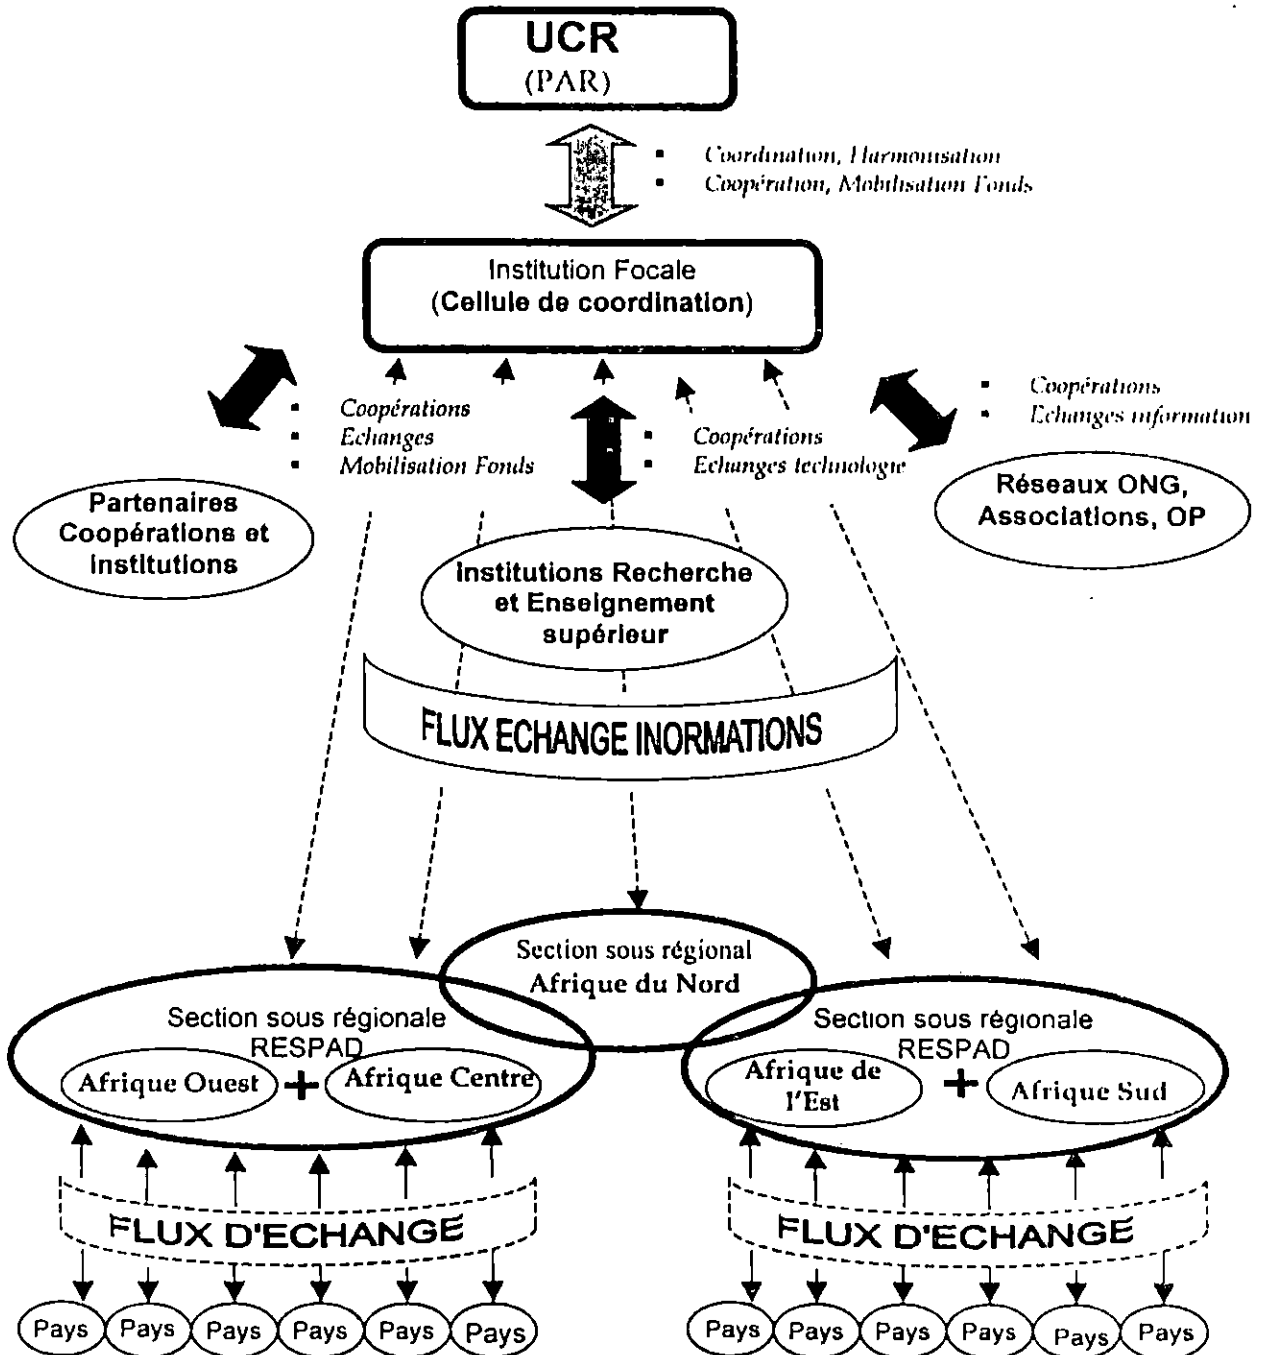 UCR
(PAR)
▪ Coordination, Harmonisation
▪ Coopération, Mobilisation Fonds
Institution Focale
(Cellule de coordination)
▪ Coopérations
▪ Echanges
▪ Mobilisation Fonds
▪ Coopérations
▪ Echanges technologie
▪ Coopérations
▪ Echanges information
Partenaires
Coopérations et
institutions
Réseaux ONG,
Associations, OP
Institutions Recherche
et Enseignement
supérieur
FLUX ECHANGE INORMATIONS
Section sous régional
Afrique du Nord
Section sous régionale
RESPAD
Afrique Ouest + Afrique Centre
Section sous régionale
RESPAD
Afrique de
l'Est
+ Afrique Sud
FLUX D'ECHANGE
FLUX D'ECHANGE
Pays Pays Pays Pays Pays Pays
Pays Pays Pays Pays Pays Pays